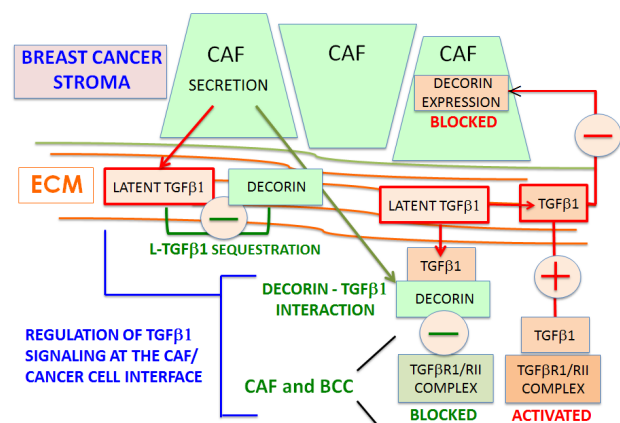 BREAST CANCER
STROMA
CAF
SECRETION
CAF
CAF
DECORIN
EXPRESSION
BLOCKED
ECM
LATENT TGFβ1
DECORIN
LATENT TGFβ1
TGFβ1
L-TGFβ1 SEQUESTRATION
TGFβ1
DECORIN - TGFβ1
INTERACTION
DECORIN
REGULATION OF TGFβ1
SIGNALING AT THE CAF/
CANCER CELL INTERFACE
TGFβ1
CAF and BCC
TGFβR1/RII
COMPLEX
BLOCKED
TGFβR1/RII
COMPLEX
ACTIVATED